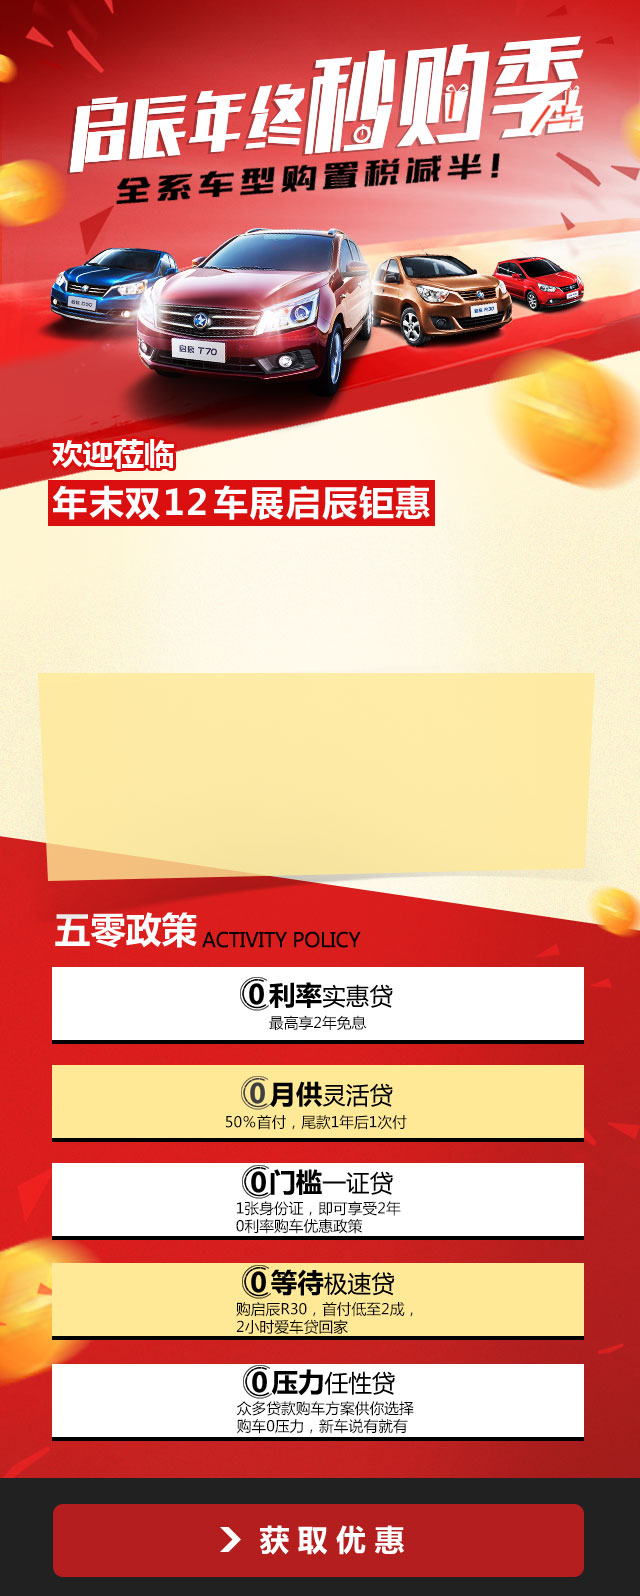 启辰年终秒购季
全系车型购置税减半！
启辰 T70
启辰 R30
欢迎莅临
年末双12车展启辰钜惠
五零政策 ACTIVITY POLICY
0利率实惠贷
最高享2年免息
0月供灵活贷
50%首付，尾款1年后1次付
0门槛一证贷
1张身份证，即可享受2年
0利率购车优惠政策
0等待极速贷
购启辰R30，首付低至2成，
2小时爱车贷回家
0压力任性贷
众多贷款购车方案供你选择
购车0压力，新车说有就有
获取优惠